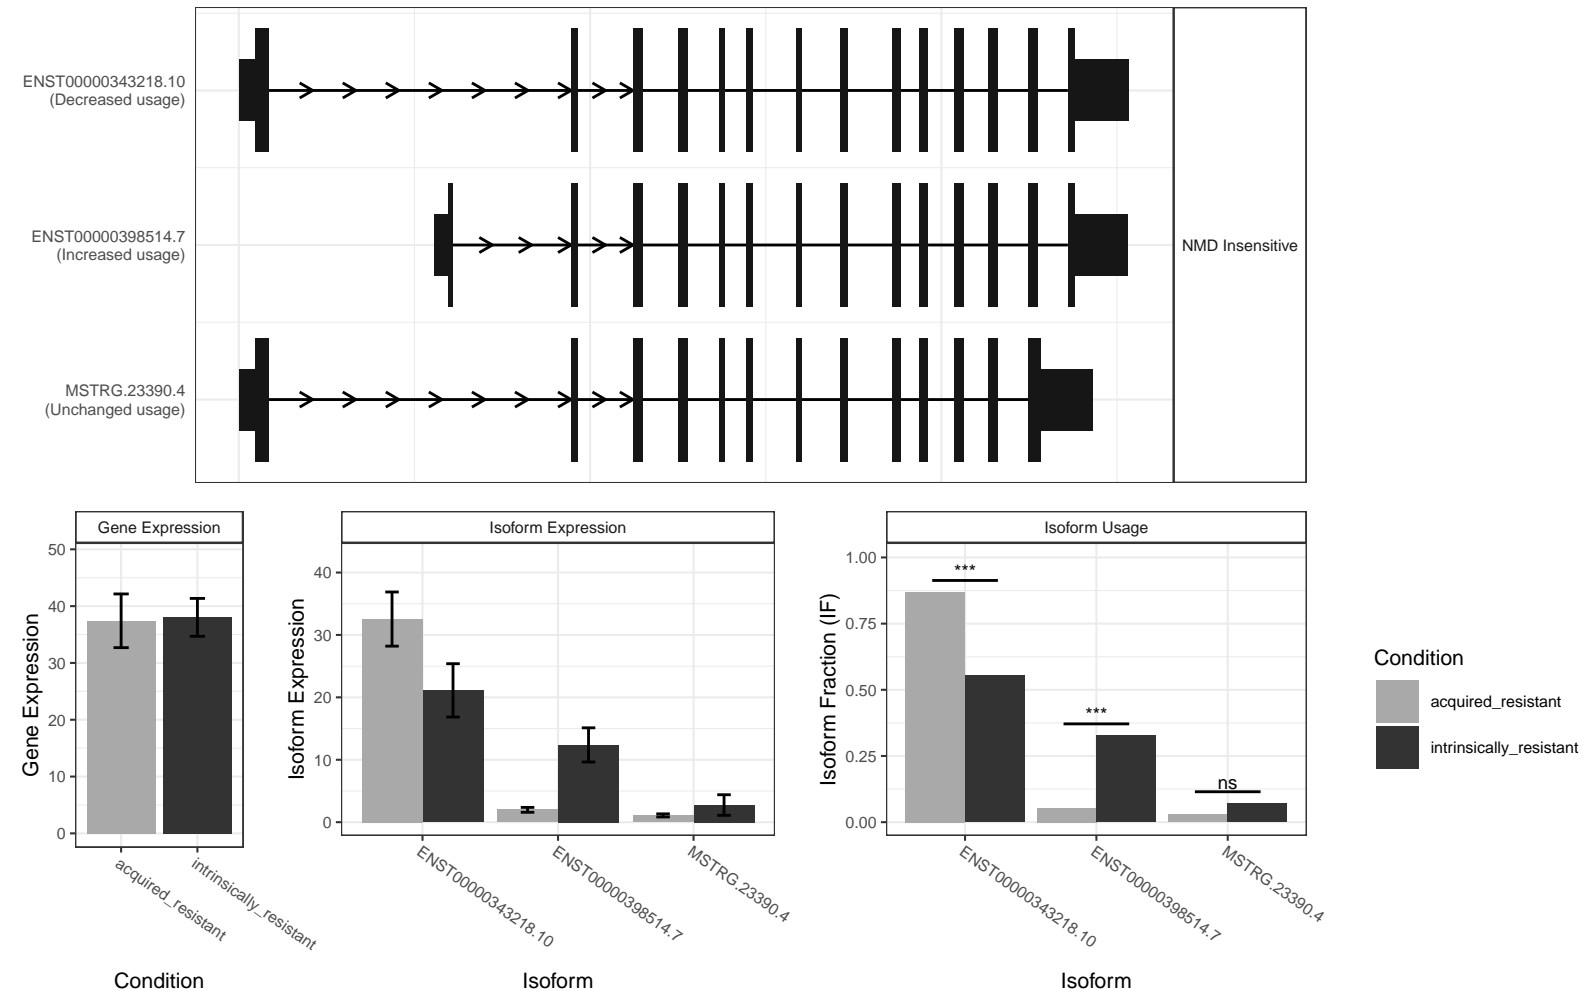 ENST00000343218.10
(Decreased usage)
ENST00000398514.7
(Increased usage)
MSTRG.23390.4
(Unchanged usage)
NMD Insensitive
Gene Expression
Gene Expression
50
40
30
20
10
0
acquired_resistant
intrinsically_resistant
Condition
Isoform Expression
Isoform Expression
40
30
20
10
0
ENST00000343218.10
ENST00000398514.7
MSTRG.23390.4
Isoform
Isoform Usage
Isoform Fraction (IF)
1.00
0.75
0.50
0.25
0.00
***
***
ns
ENST00000343218.10
ENST00000398514.7
MSTRG.23390.4
Isoform
Condition
acquired_resistant
intrinsically_resistant